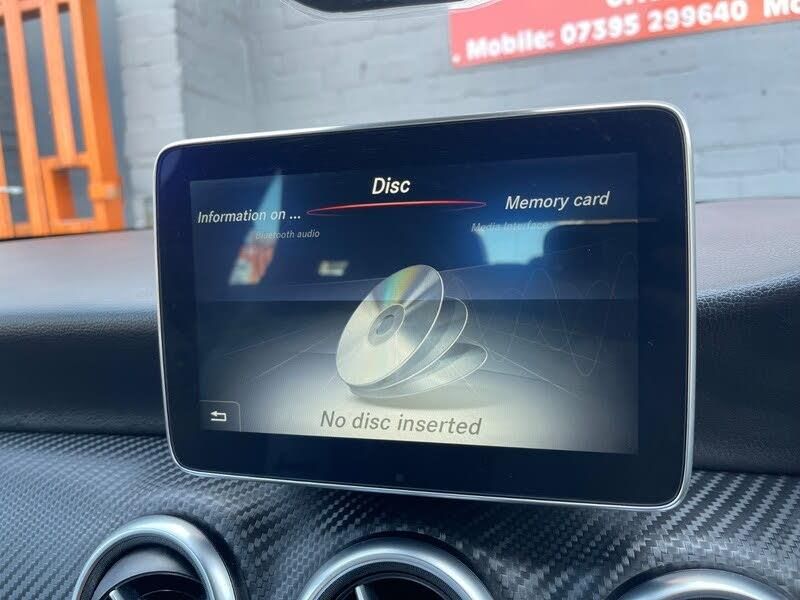 Mobile: 07395 299640
Disc
Information on ...
Memory card
Bluetooth audio
Media Interface
No disc inserted